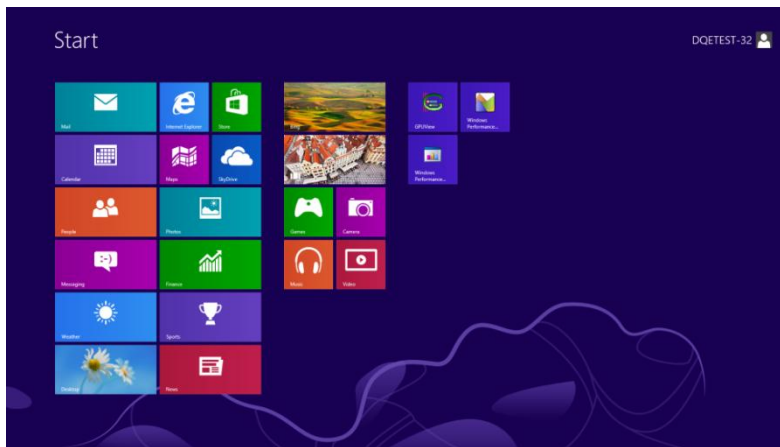 Start
DQETEST-32
Mail
Internet Explorer
Store
Bing
GPUView
Windows
Performance...
Calendar
Maps
SkyDrive
Windows
Performance...
People
Photos
Games
Camera
Messaging
:-)
Finance
Music
Video
Weather
Sports
Desktop
News